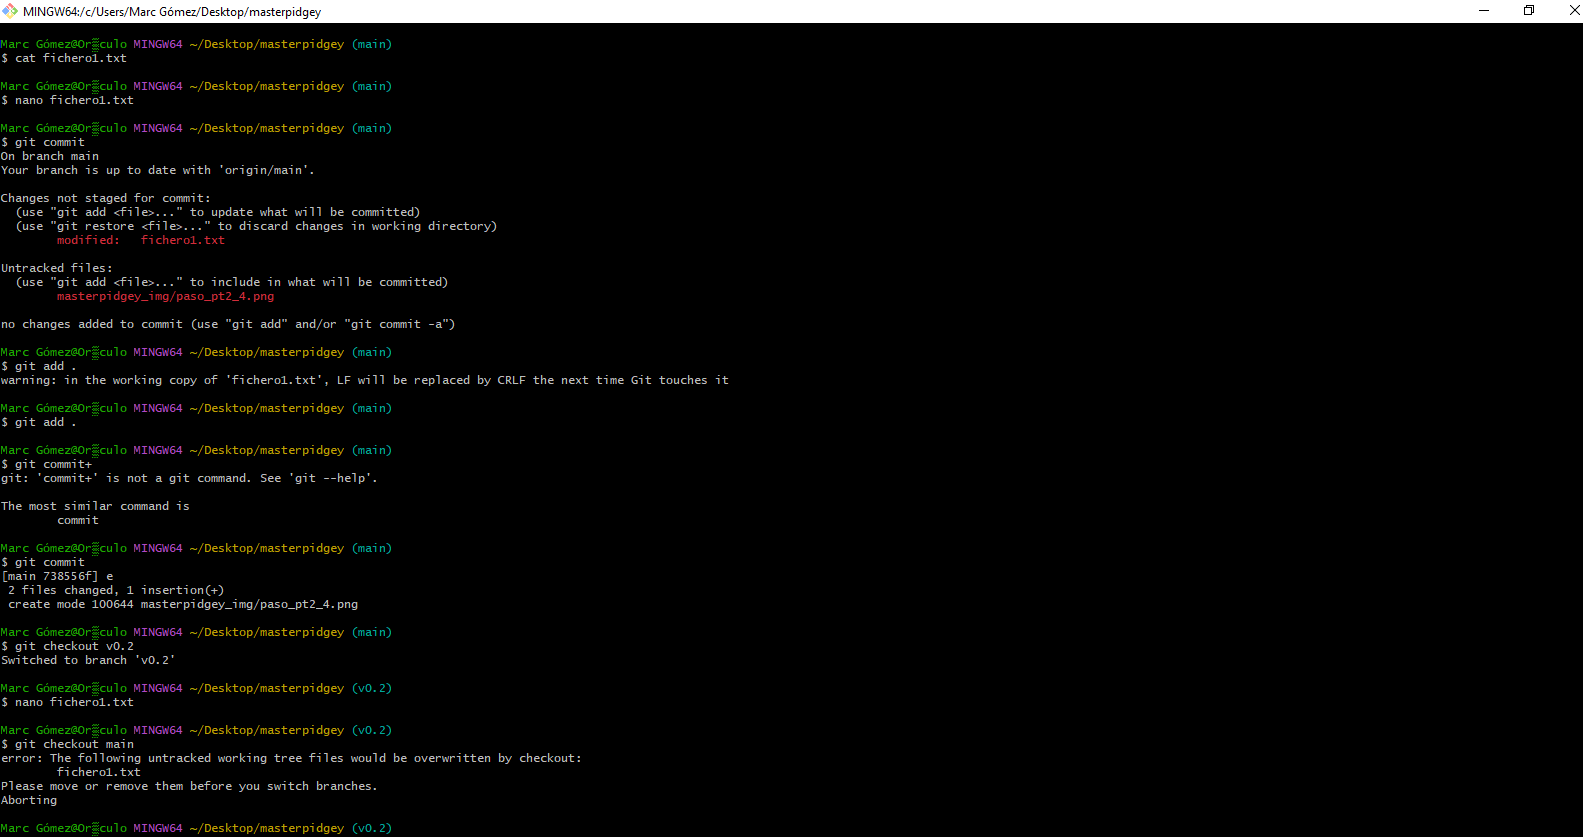 MINGW64:/c/Users/Marc Gómez/Desktop/masterpidgey
Marc Gómez@Or▒culo MINGW64 ~/Desktop/masterpidgey (main)
$ cat fichero1.txt
Marc Gómez@Or▒culo MINGW64 ~/Desktop/masterpidgey (main)
$ nano fichero1.txt
Marc Gómez@Or▒culo MINGW64 ~/Desktop/masterpidgey (main)
$ git commit
On branch main
Your branch is up to date with 'origin/main'.
Changes not staged for commit:
  (use "git add <file>..." to update what will be committed)
  (use "git restore <file>..." to discard changes in working directory)
        modified:   fichero1.txt
Untracked files:
  (use "git add <file>..." to include in what will be committed)
        masterpidgey_img/paso_pt2_4.png
no changes added to commit (use "git add" and/or "git commit -a")
Marc Gómez@Or▒culo MINGW64 ~/Desktop/masterpidgey (main)
$ git add .
warning: in the working copy of 'fichero1.txt', LF will be replaced by CRLF the next time Git touches it
Marc Gómez@Or▒culo MINGW64 ~/Desktop/masterpidgey (main)
$ git add .
Marc Gómez@Or▒culo MINGW64 ~/Desktop/masterpidgey (main)
$ git commit+
git: 'commit+' is not a git command. See 'git --help'.
The most similar command is
        commit
Marc Gómez@Or▒culo MINGW64 ~/Desktop/masterpidgey (main)
$ git commit
[main 738556f] e
 2 files changed, 1 insertion(+)
 create mode 100644 masterpidgey_img/paso_pt2_4.png
Marc Gómez@Or▒culo MINGW64 ~/Desktop/masterpidgey (main)
$ git checkout v0.2
Switched to branch 'v0.2'
Marc Gómez@Or▒culo MINGW64 ~/Desktop/masterpidgey (v0.2)
$ nano fichero1.txt
Marc Gómez@Or▒culo MINGW64 ~/Desktop/masterpidgey (v0.2)
$ git checkout main
error: The following untracked working tree files would be overwritten by checkout:
        fichero1.txt
Please move or remove them before you switch branches.
Aborting
Marc Gómez@Or▒culo MINGW64 ~/Desktop/masterpidgey (v0.2)